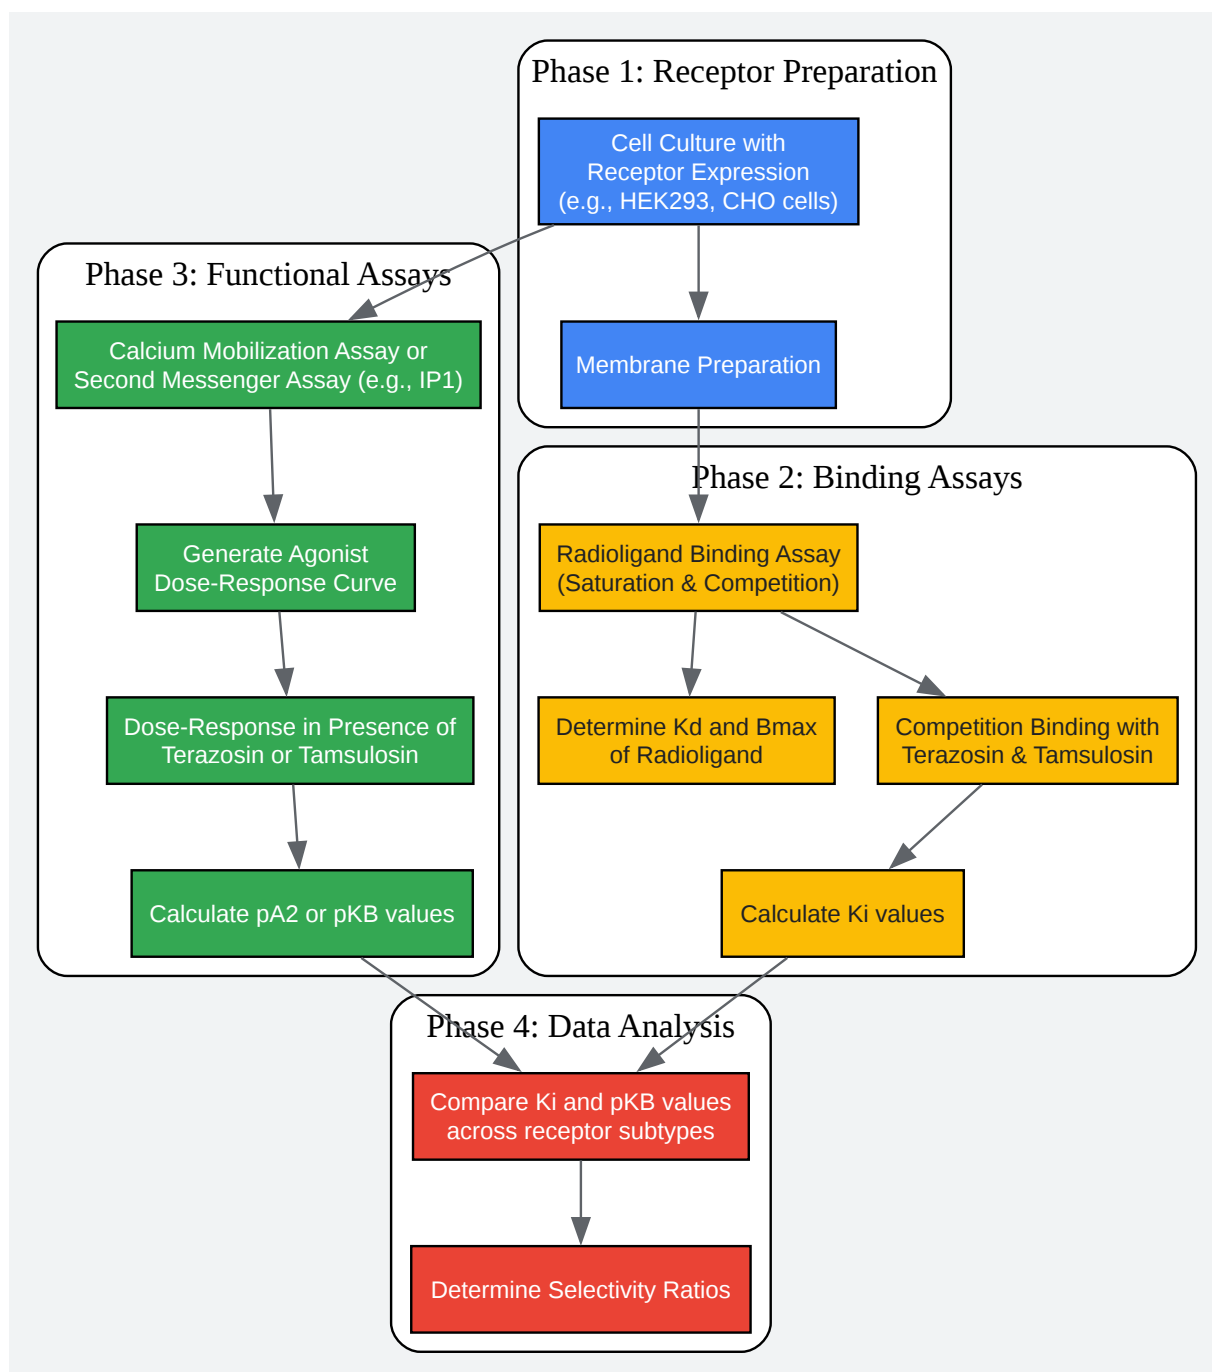 Phase 1: Receptor Preparation
Cell Culture with
Receptor Expression
(e.g., HEK293, CHO cells)
Membrane Preparation
Phase 3: Functional Assays
Calcium Mobilization Assay or
Second Messenger Assay (e.g., IP1)
Generate Agonist
Dose-Response Curve
Dose-Response in Presence of
Terazosin or Tamsulosin
Calculate pA2 or pKB values
Phase 2: Binding Assays
Radioligand Binding Assay
(Saturation & Competition)
Determine Kd and Bmax
of Radioligand
Competition Binding with
Terazosin & Tamsulosin
Calculate Ki values
Phase 4: Data Analysis
Compare Ki and pKB values
across receptor subtypes
Determine Selectivity Ratios